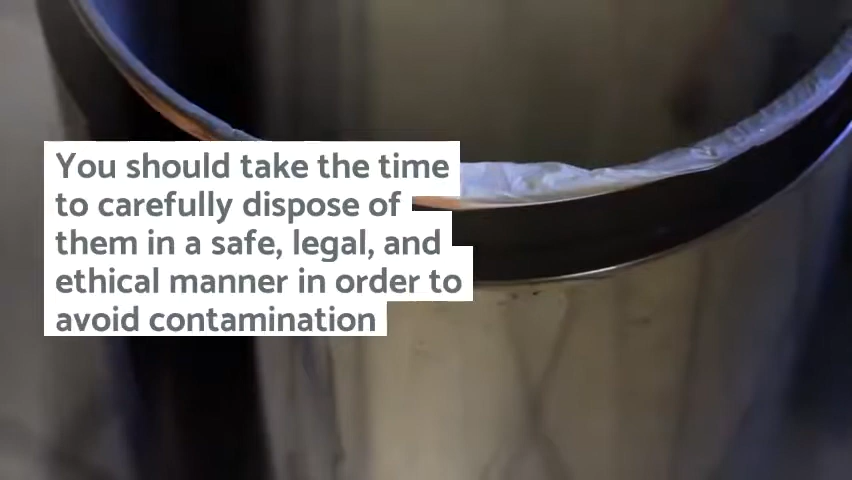 You should take the time
to carefully dispose of
them in a safe, legal, and
ethical manner in order to
avoid contamination